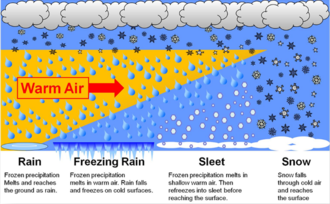 Warm Air
Rain
Frozen precipitation
Melts and reaches
the ground as rain.
Freezing Rain
Frozen precipitation
melts in warm air. Rain falls
and freezes on cold surfaces.
Sleet
Frozen precipitation melts in
shallow warm air. Then
refreezes into sleet before
reaching the surface.
Snow
Snow falls
through cold air
and reaches
the surface